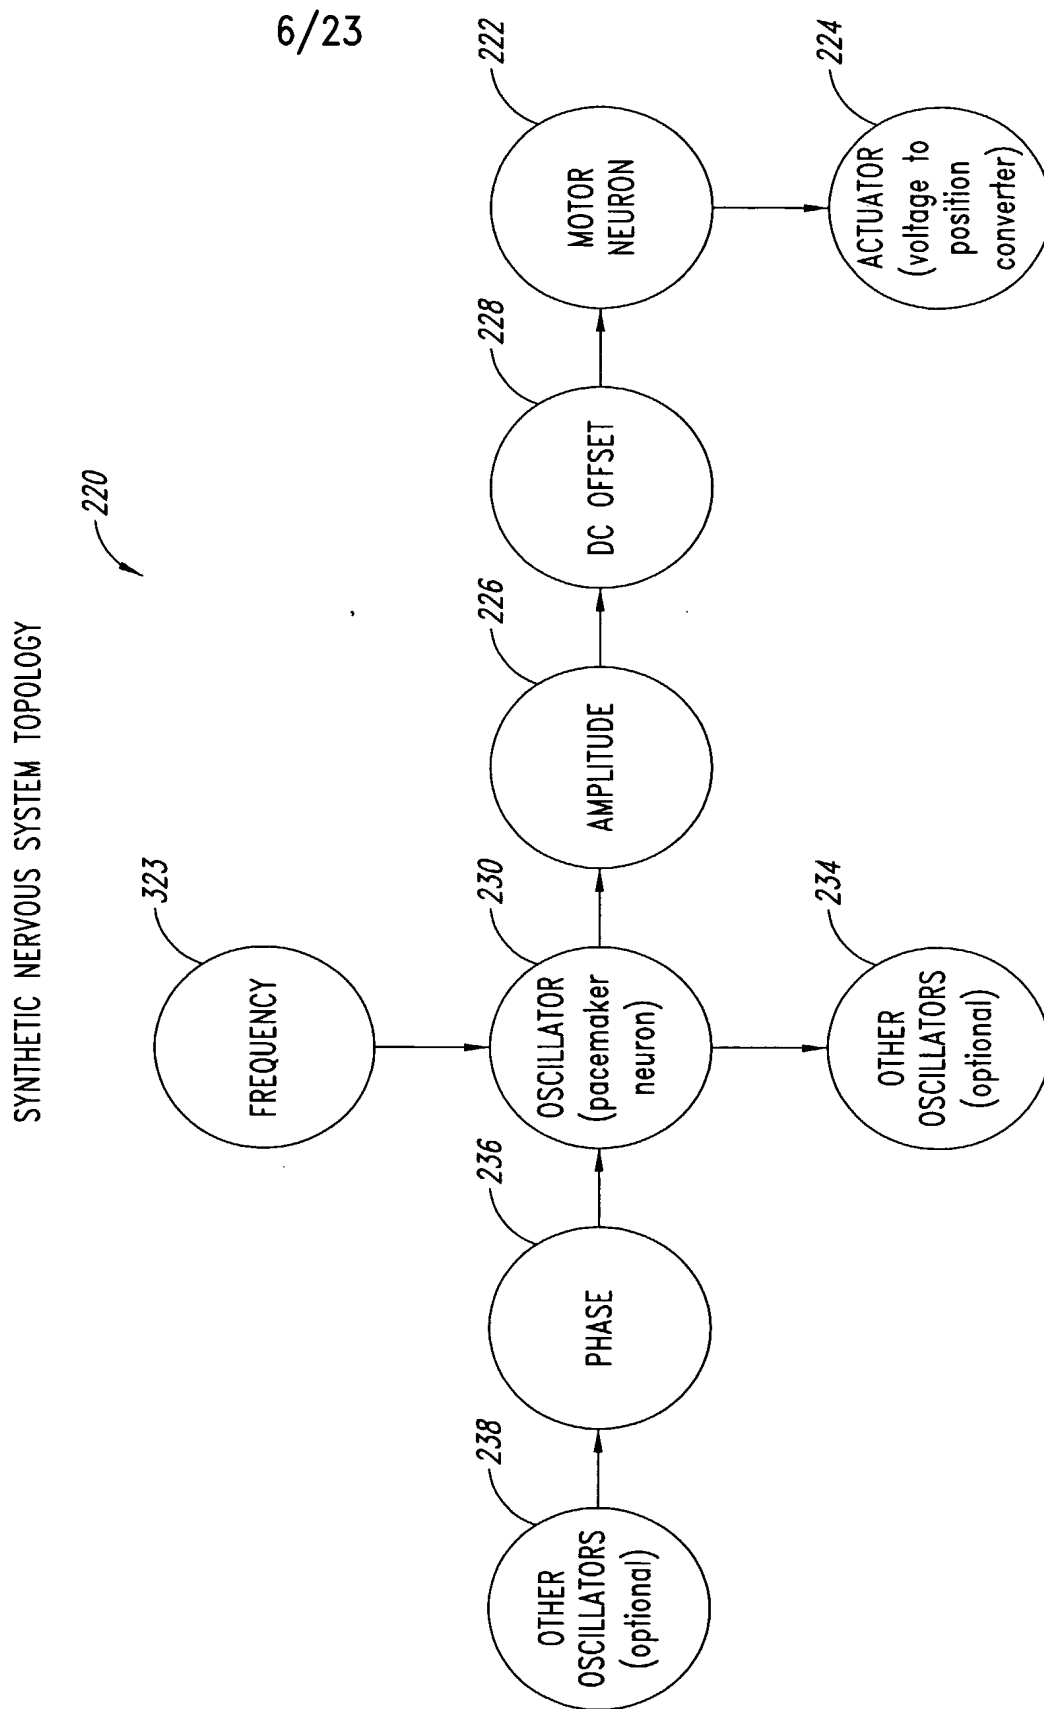 6/23
SYNTHETIC NERVOUS SYSTEM TOPOLOGY
220
323
FREQUENCY
238
OTHER
OSCILLATORS
(optional)
236
PHASE
230
OSCILLATOR
(pacemaker
neuron)
226
AMPLITUDE
228
DC OFFSET
222
MOTOR
NEURON
234
OTHER
OSCILLATORS
(optional)
224
ACTUATOR
(voltage to
position
converter)